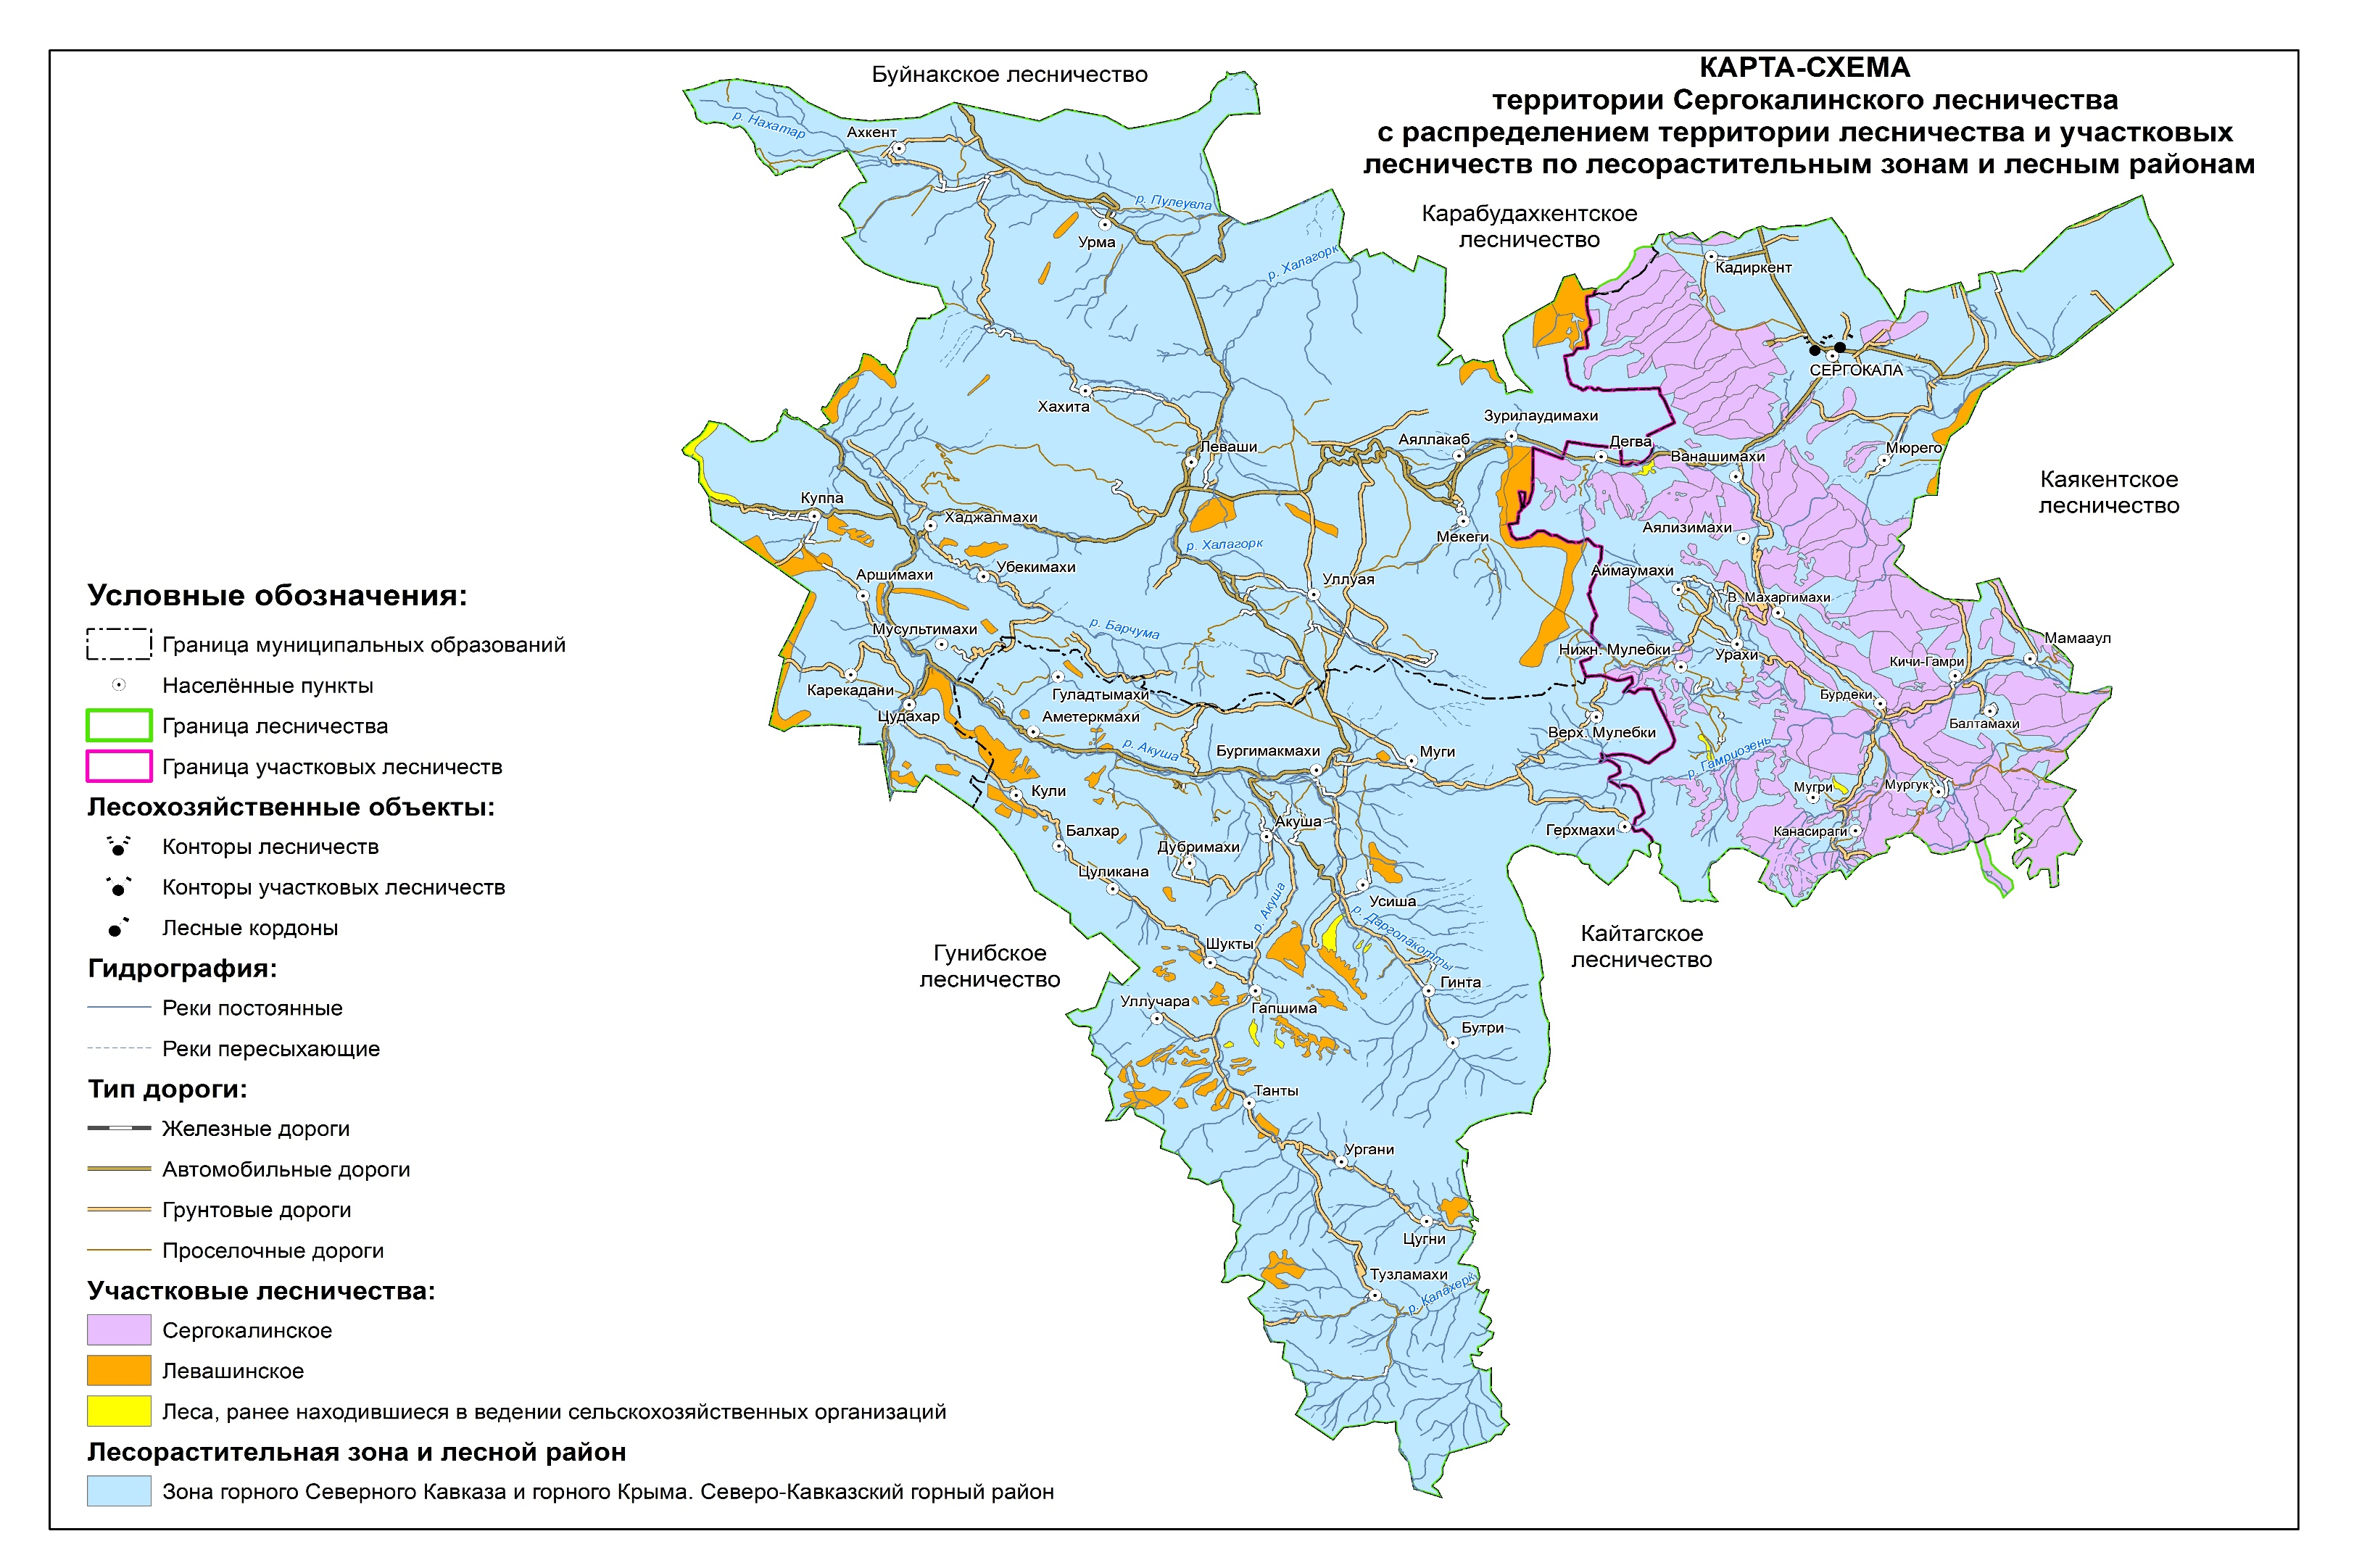 КАРТА-СХЕМА
территории Сергокалинского лесничества
с распределением территории лесничества и участковых
лесничеств по лесорастительным зонам и лесным районам
Буйнакское лесничество
Карабудахкентское
лесничество
Каякентское
лесничество
Кайтагское
лесничество
Гунибское
лесничество
р. Нахатар
Ахкент
р. Пулеувла
Урма
р. Халагорк
Кадиркент
СЕРГОКАЛА
Хахита
Зурилаудимахи
Аяллакаб
Дегва
Леваши
Ванашимахи
Мюрего
Куппа
Хаджалмахи
Мекеги
Аялизимахи
р. Халагорк
Убекимахи
Аршимахи
Уллуая
Аймаумахи
В. Махаргимахи
Мусультимахи
р. Барчума
Нижн. Мулебки
Урахи
Мамааул
Кичи-Гамри
Карекадани
Гуладтымахи
Бурдеки
Цудахар
Аметеркмахи
Балтамахи
Верх. Мулебки
р. Акуша
Бургимакмахи
Муги
р. Гамриозень
Кули
Мугри
Мургук
Балхар
Акуша
Герхмахи
Канасираги
Дубримахи
Цуликана
Усиша
р. Акуша
р. Дарголакотты
Шукты
Гинта
Уллучара
Гапшима
Бутри
Танты
Ургани
Цугни
Тузламахи
р. Калахерк
Условные обозначения:
Граница муниципальных образований
Населённые пункты
Граница лесничества
Граница участковых лесничеств
Лесохозяйственные объекты:
Конторы лесничеств
Конторы участковых лесничеств
Лесные кордоны
Гидрография:
Реки постоянные
Реки пересыхающие
Тип дороги:
Железные дороги
Автомобильные дороги
Грунтовые дороги
Проселочные дороги
Участковые лесничества:
Сергокалинское
Левашинское
Леса, ранее находившиеся в ведении сельскохозяйственных организаций
Лесорастительная зона и лесной район
Зона горного Северного Кавказа и горного Крыма. Северо-Кавказский горный район